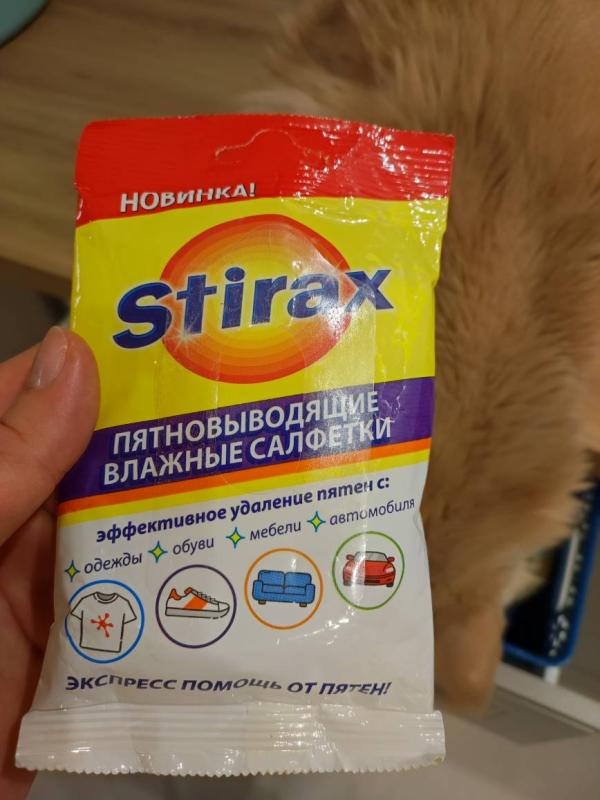 НОВИНКА!
Stirax
ПЯТНОВЫВОДЯЩИЕ
ВЛАЖНЫЕ САЛФЕТКИ
эффективное удаление пятен с:
одежды обуви мебели автомобиля
ЭКСПРЕСС ПОМОЩЬ ОТ ПЯТЕН!